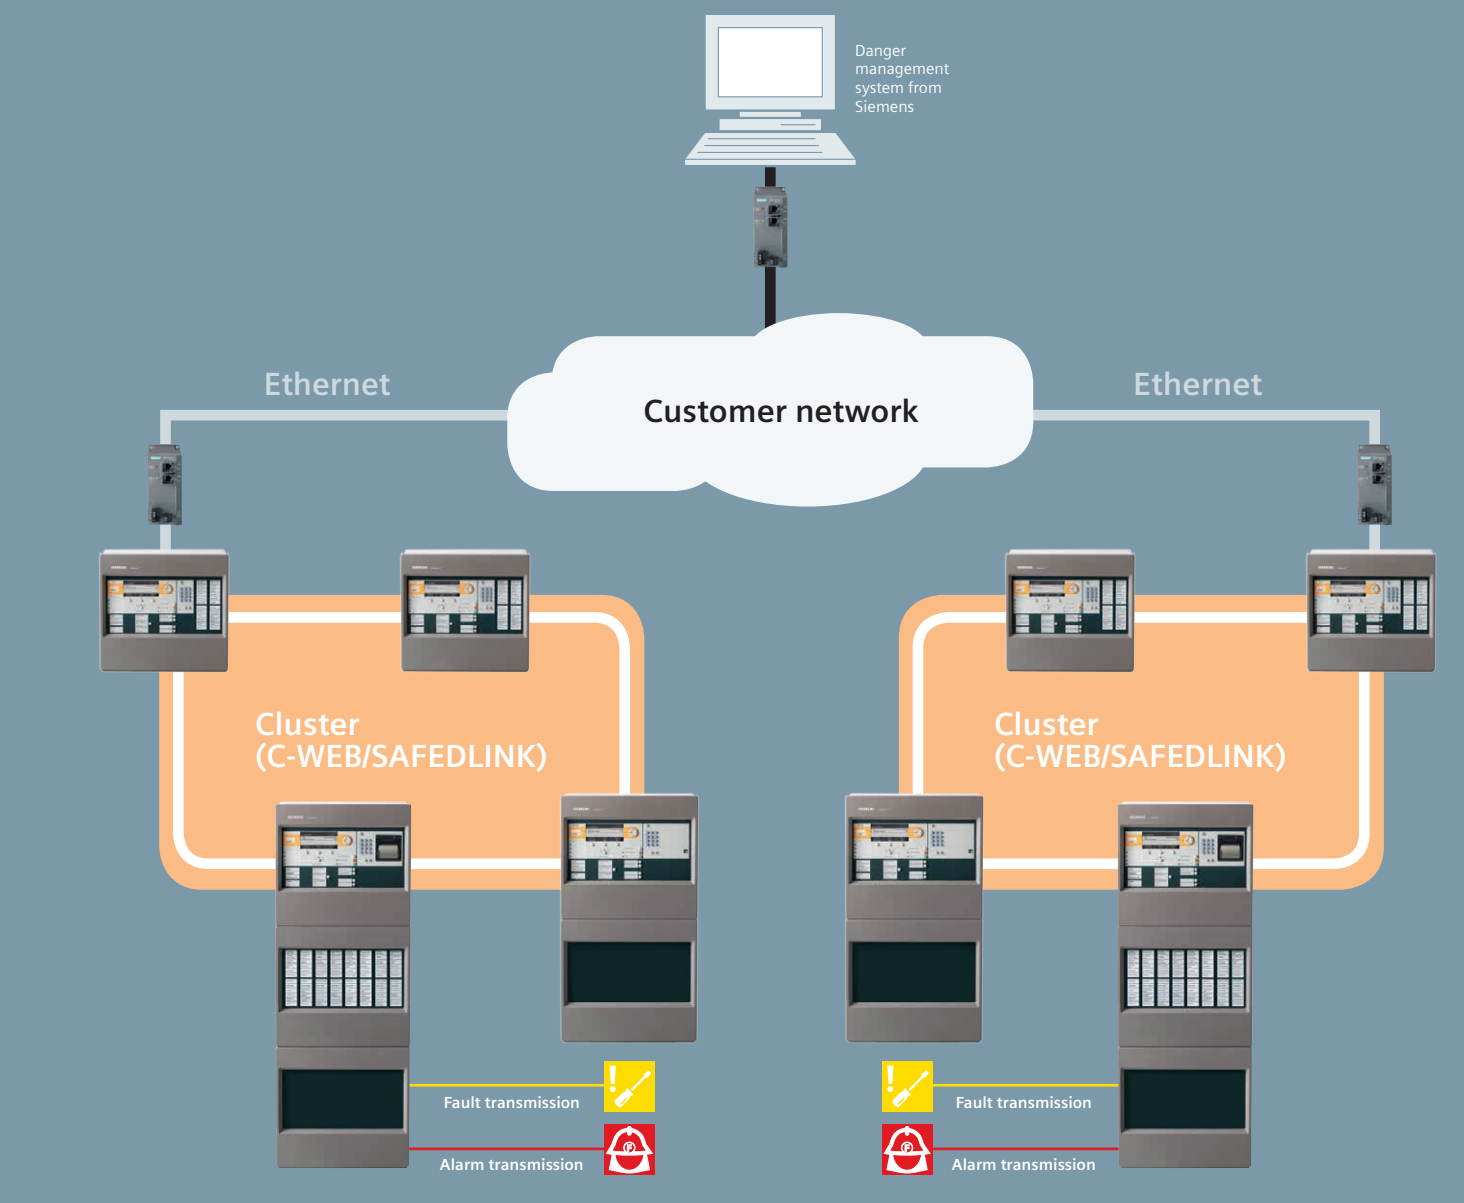 Danger
management
system from
Siemens
Ethernet
Customer network
Ethernet
Cluster
(C-WEB/SAFEDLINK)
Cluster
(C-WEB/SAFEDLINK)
Fault transmission
Alarm transmission
Fault transmission
Alarm transmission